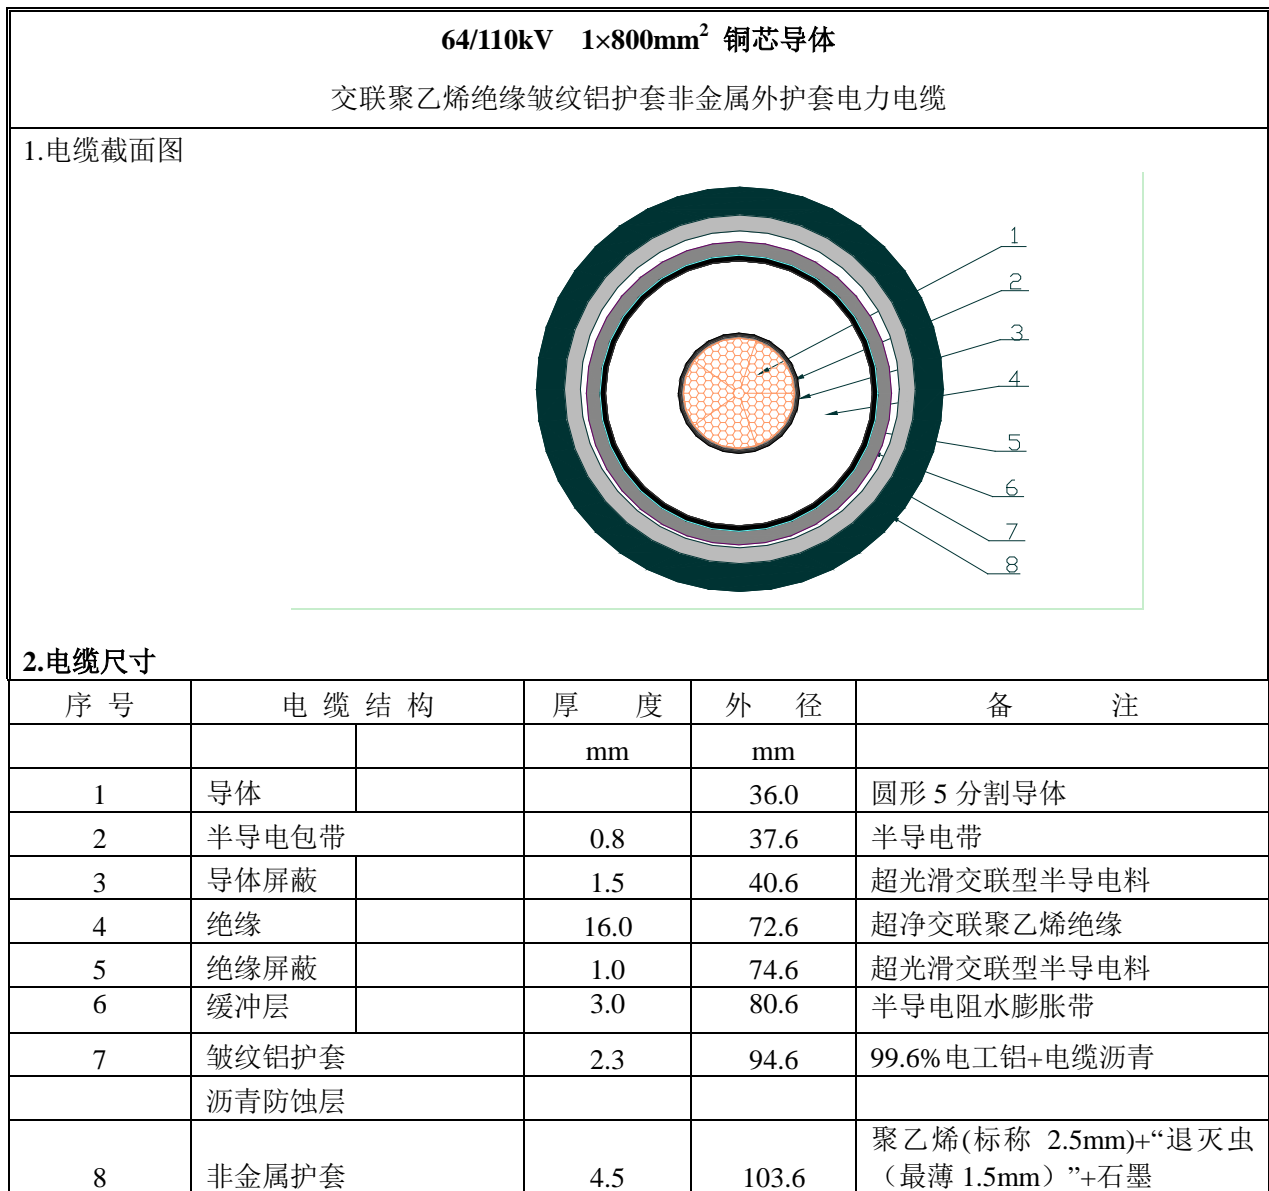 64/110kV 1×800mm² 铜芯导体
交联聚乙烯绝缘皱纹铝护套非金属外护套电力电缆
1.电缆截面图
1
2
3
4
5
6
7
8
2.电缆尺寸
序 号 电 缆 结 构 厚 度 外 径 备 注
mm mm
1 导体 36.0 圆形 5 分割导体
2 半导电包带 0.8 37.6 半导电带
3 导体屏蔽 1.5 40.6 超光滑交联型半导电料
4 绝缘 16.0 72.6 超净交联聚乙烯绝缘
5 绝缘屏蔽 1.0 74.6 超光滑交联型半导电料
6 缓冲层 3.0 80.6 半导电阻水膨胀带
7 皱纹铝护套 2.3 94.6 99.6%电工铝+电缆沥青
沥青防蚀层
聚乙烯(标称 2.5mm)+“退灭虫
8 非金属护套 4.5 103.6 （最薄 1.5mm）”+石墨